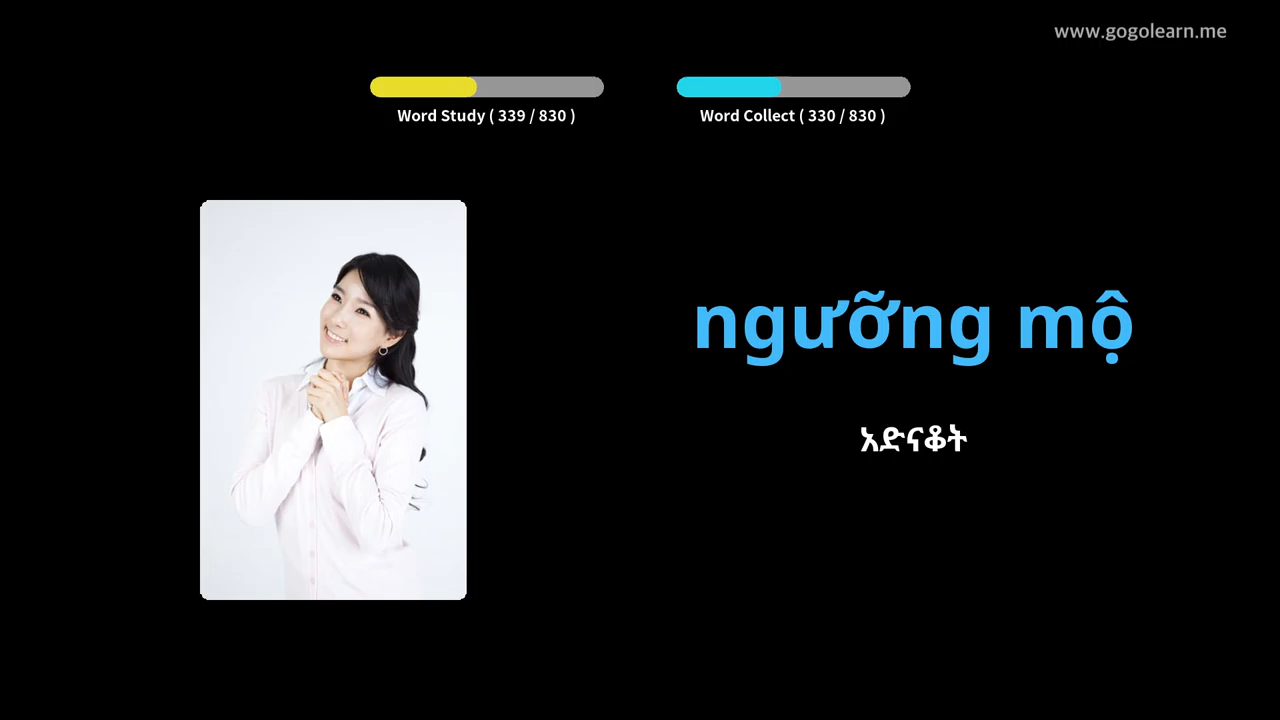 www.gogolearn.me
Word Study ( 339 / 830 )
Word Collect ( 330 / 830 )
ngưỡng mộ
አድናቆት